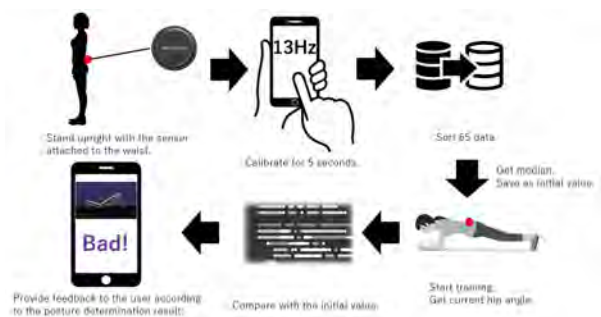 13Hz
Stand upright with the sensor
attached to the waist.
Calibrate for 5 seconds.
Sort 65 data.
Get median.
Save as initial value.
Bad!
Start training.
Get current hip angle.
Compare with the initial value.
Provide feedback to the user according
to the posture determination result.